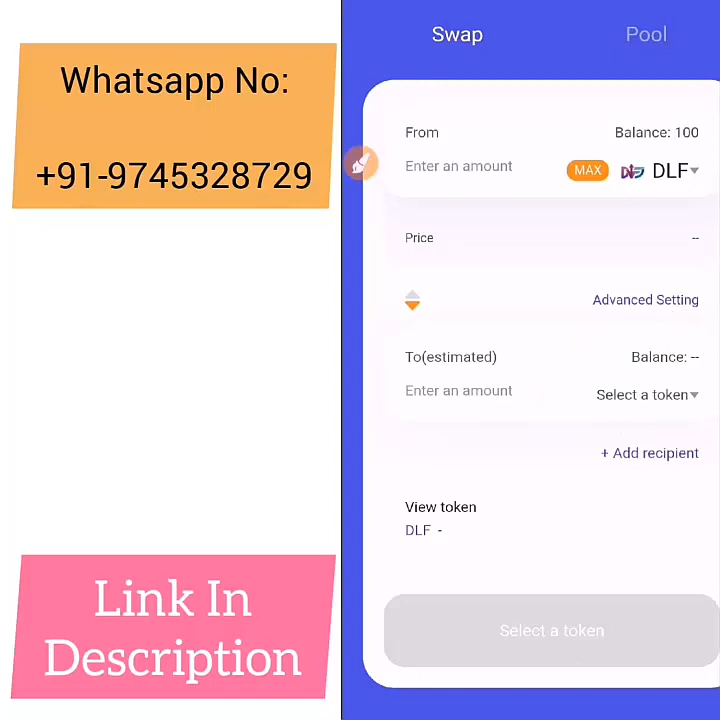 Whatsapp No:
+91-9745328729
Link In
Description
Swap
Pool
From
Balance: 100
Enter an amount
MAX
DLF
Price
--
Advanced Setting
To(estimated)
Balance: --
Enter an amount
Select a token
+ Add recipient
View token
DLF -
Select a token